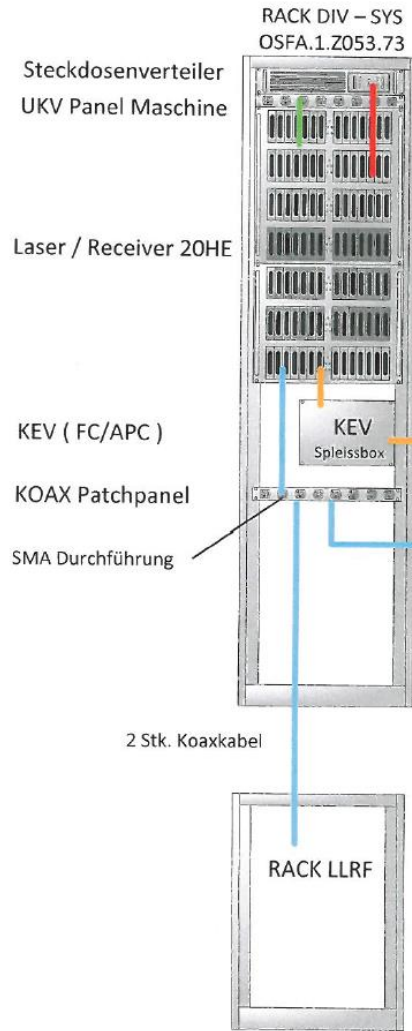 RACK DIV – SYS
OSFA.1.Z053.73
Steckdosenverteiler
UKV Panel Maschine
Laser / Receiver 20HE
KEV ( FC/APC )
KEV
Spleissbox
KOAX Patchpanel
SMA Durchführung
2 Stk. Koaxkabel
RACK LLRF